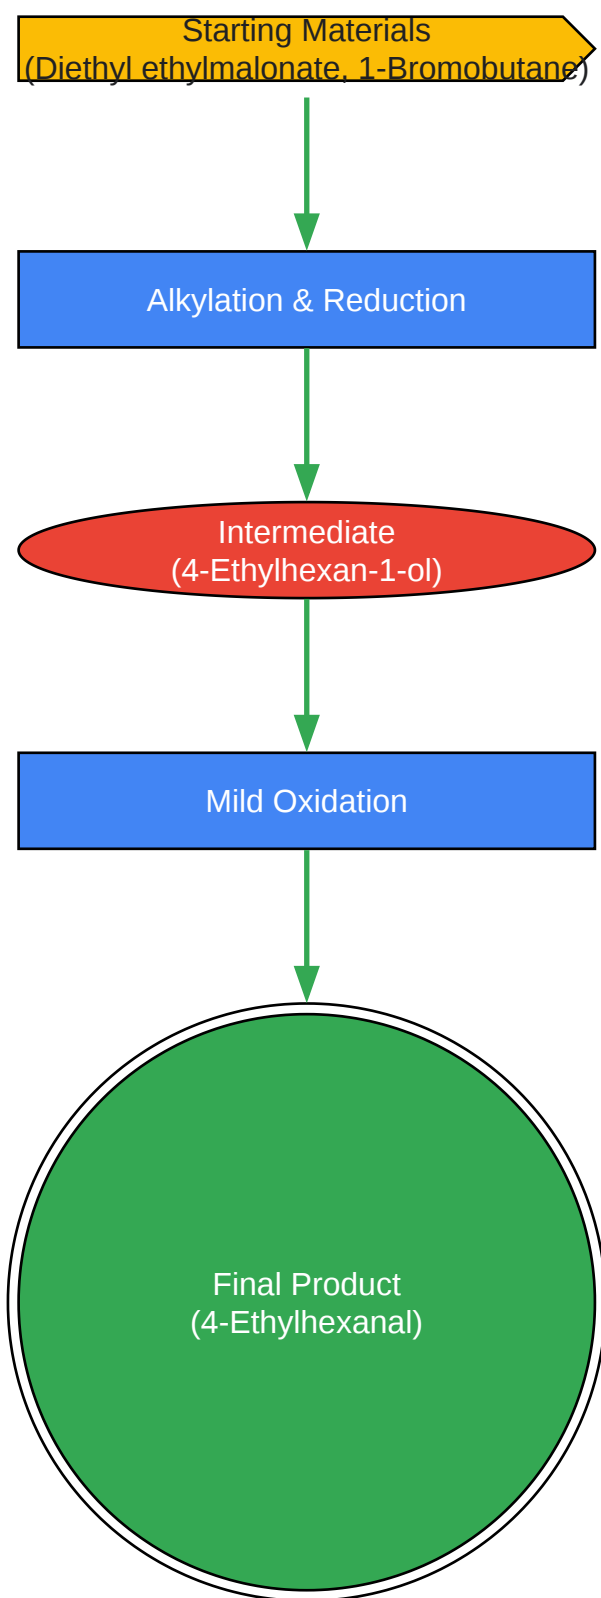 Starting Materials
(Diethyl ethylmalonate, 1-Bromobutane)
Alkylation & Reduction
Intermediate
(4-Ethylhexan-1-ol)
Mild Oxidation
Final Product
(4-Ethylhexanal)